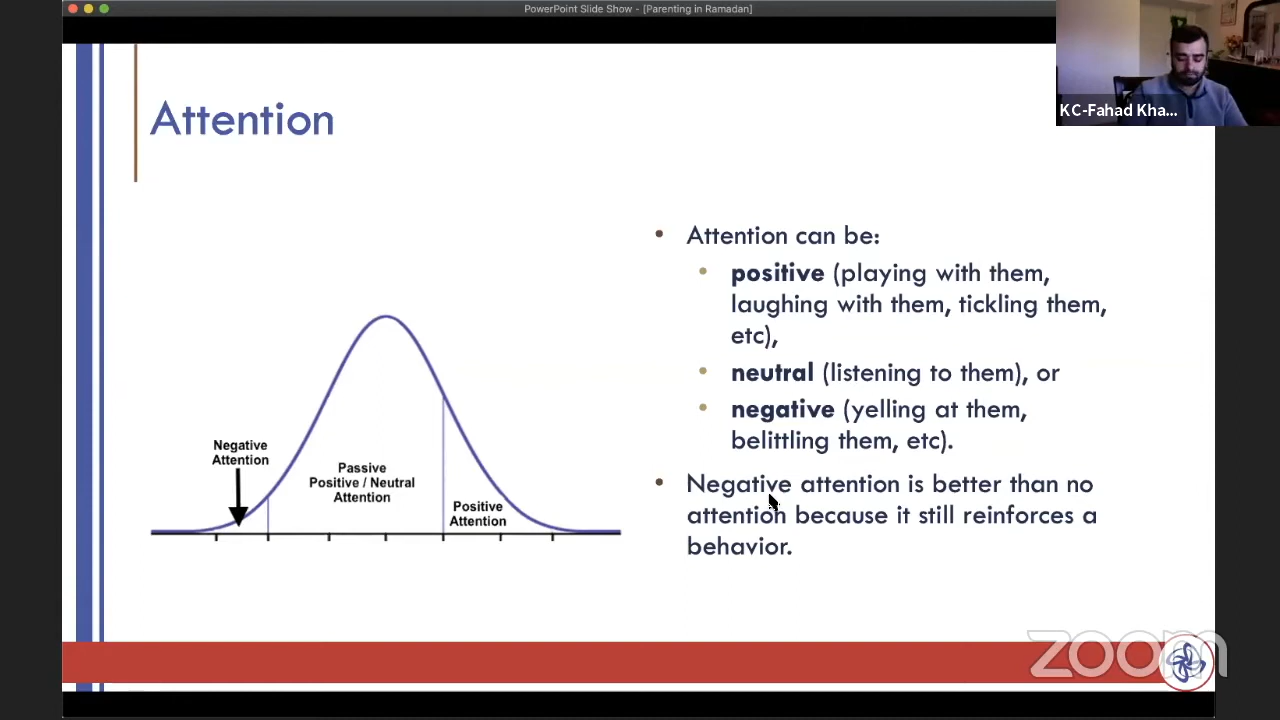 PowerPoint Slide Show - [Parenting in Ramadan]
KC-Fahad Kha...
Attention
• Attention can be:
• positive (playing with them,
laughing with them, tickling them,
etc),
• neutral (listening to them), or
• negative (yelling at them,
belittling them, etc).
• Negative attention is better than no
attention because it still reinforces a
behavior.
Negative
Attention
Passive
Positive / Neutral
Attention
Positive
Attention
zoom